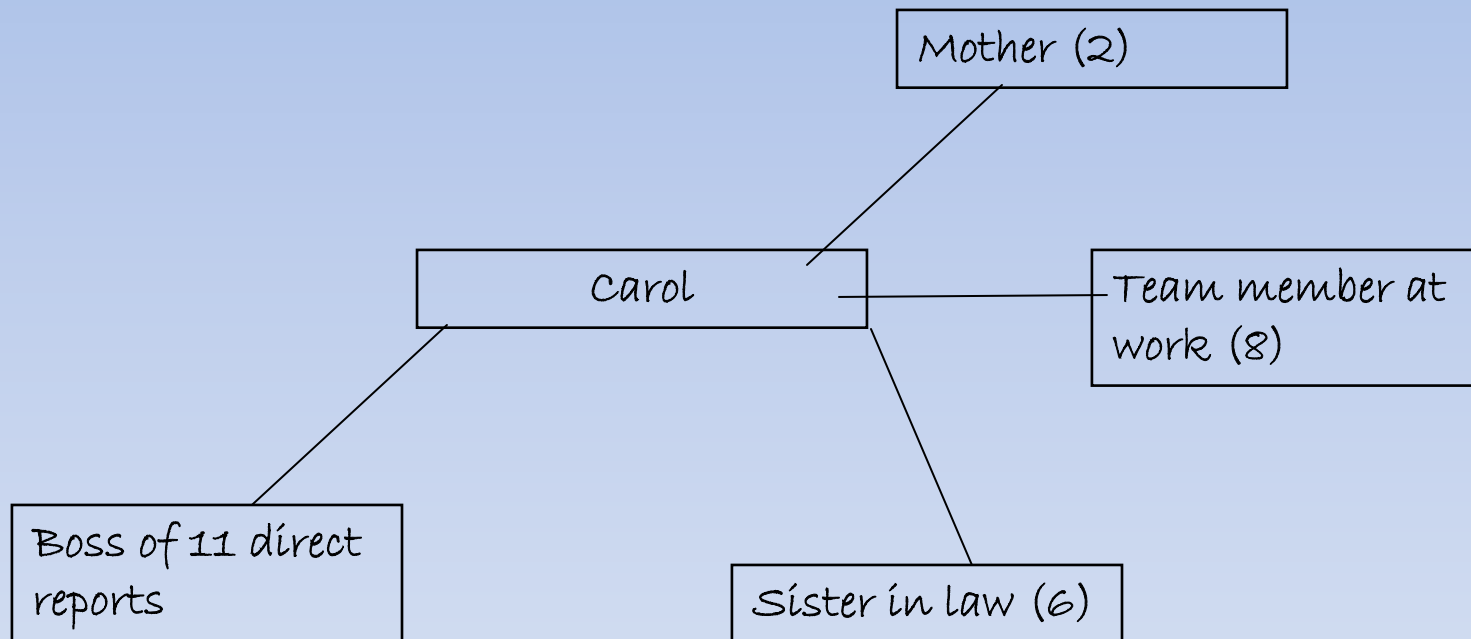 Mother (2)
Carol
Team member at
work (8)
Boss of 11 direct
reports
Sister in law (6)